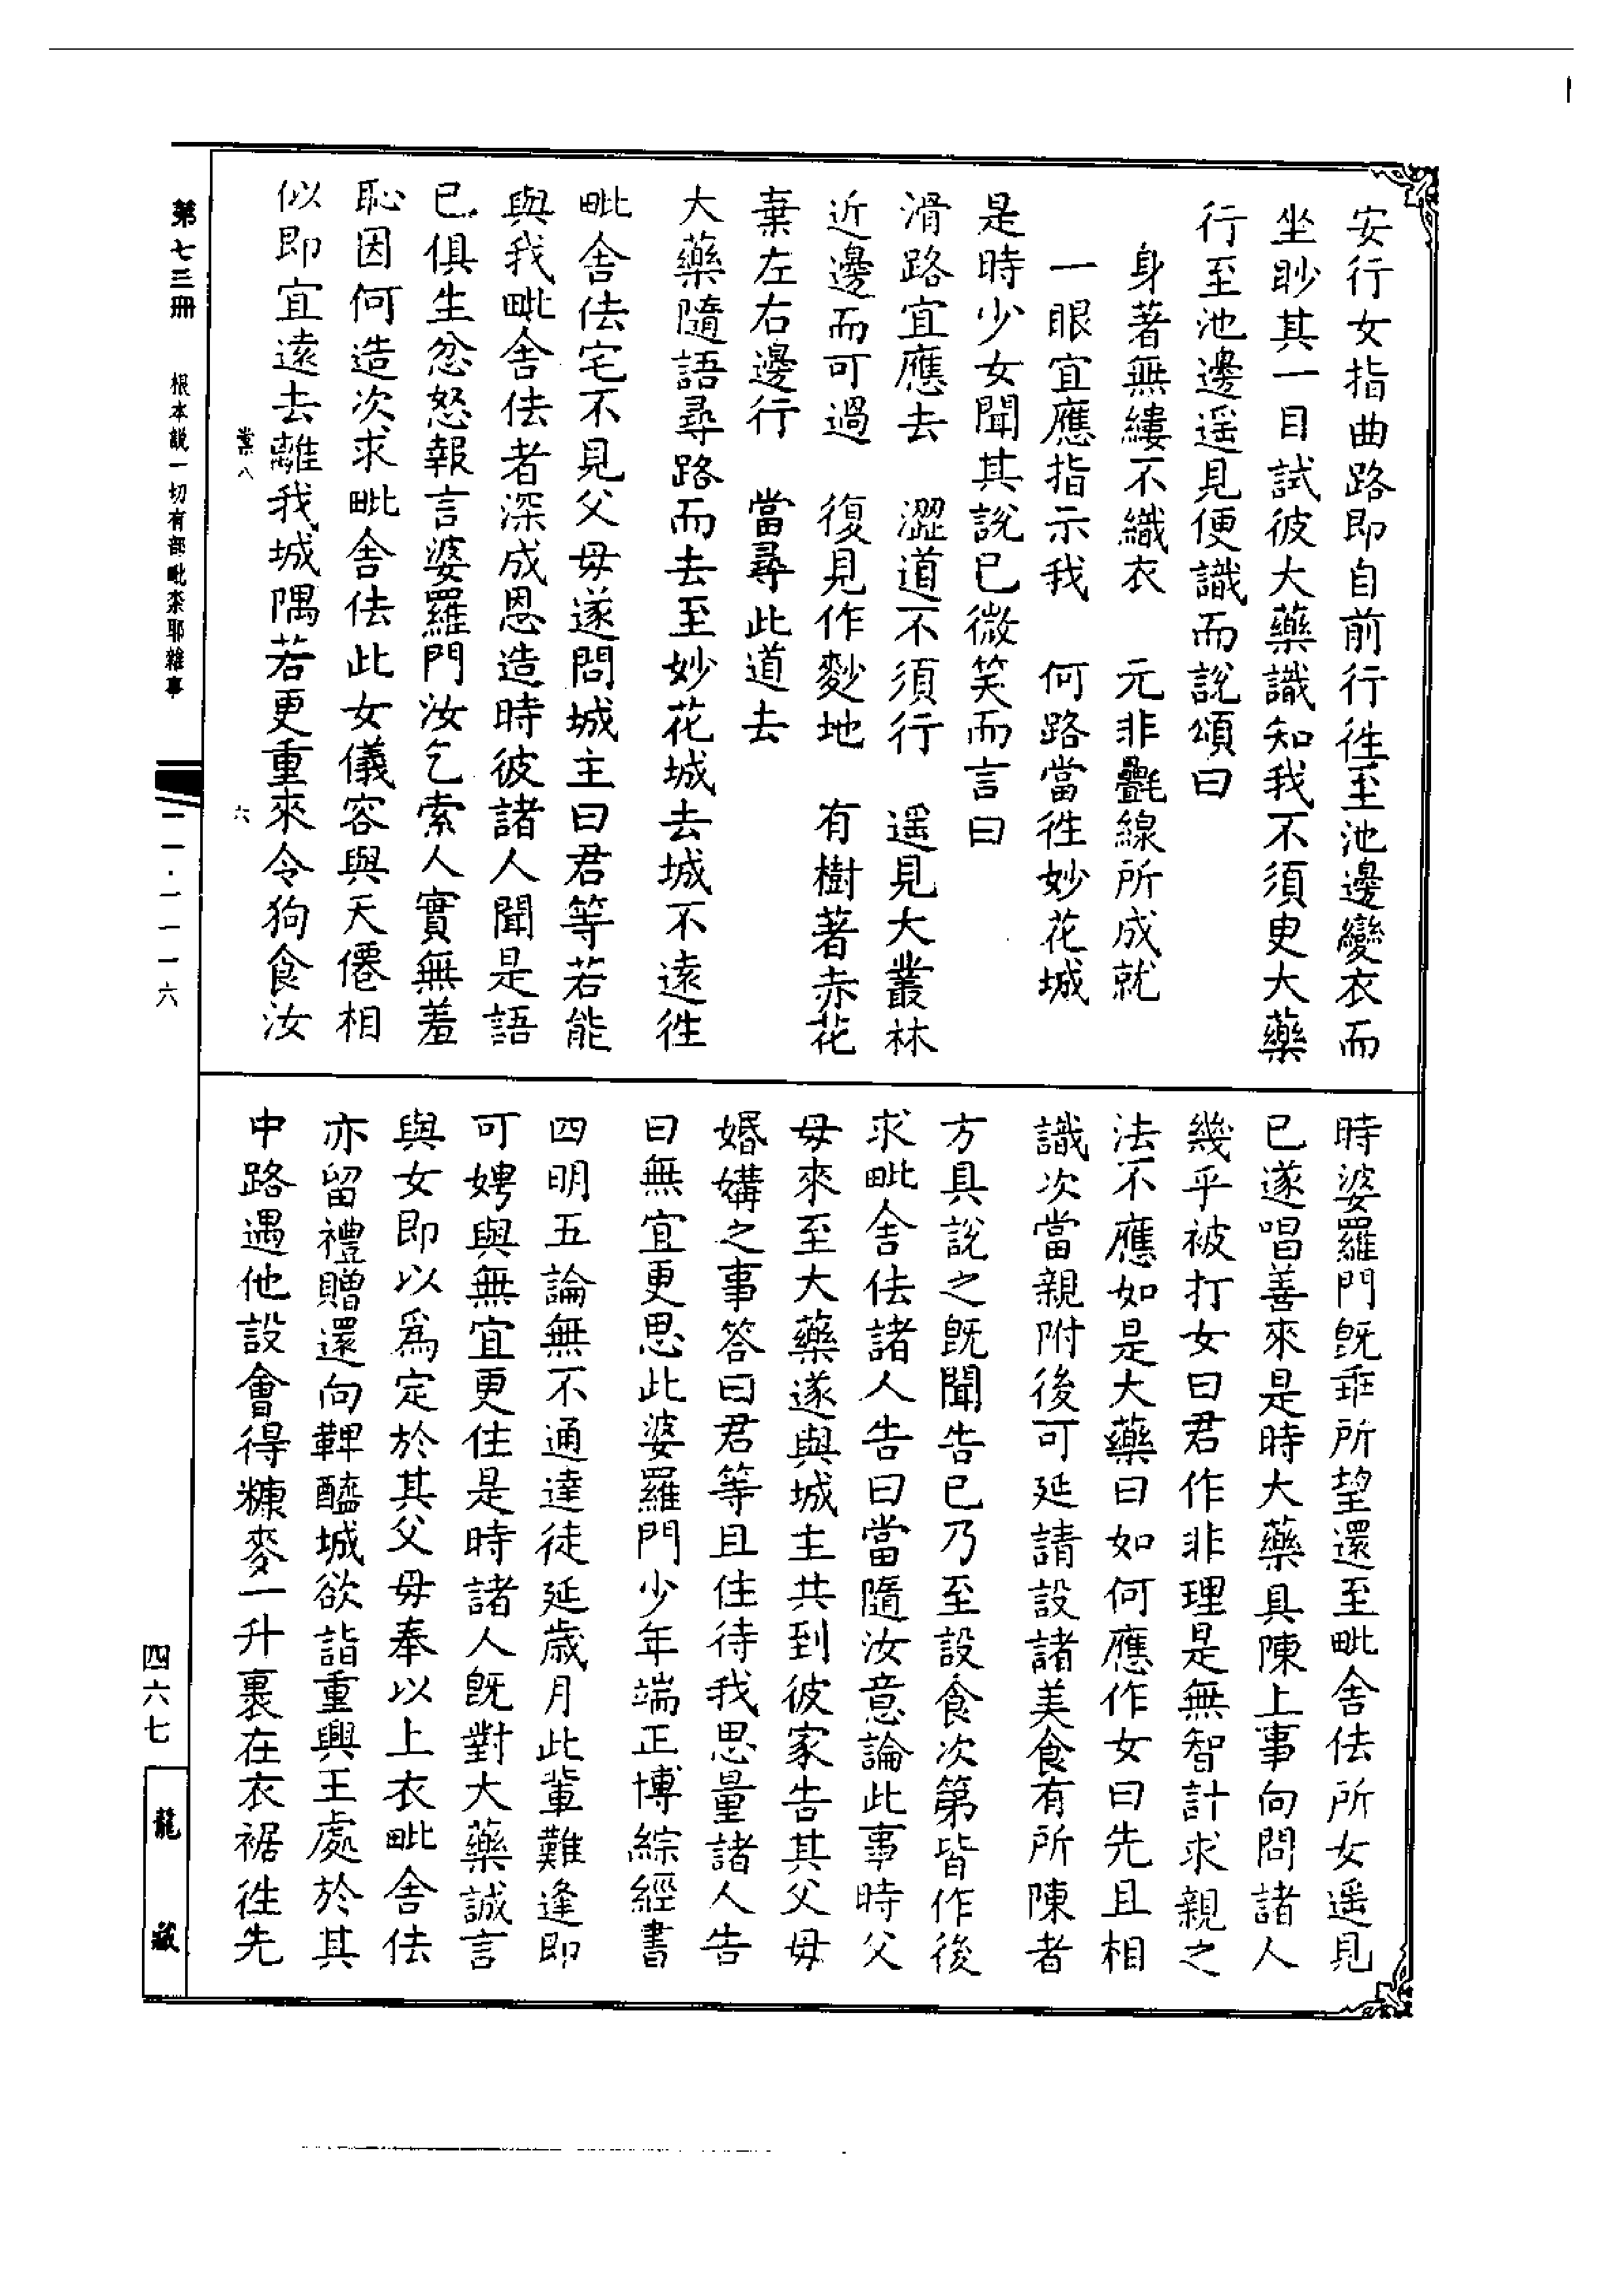 安行女指曲路即自前行徃至池邊變衣而
坐眇其一目試彼大藥識知我不須史大藥
行至池邊遥見便識而説頌曰
身著無縷不織衣　元非氎線所成就
一眼宜應指示我　何路當徃妙花城
是時少女聞其説已微笑而言曰
滑路宜應去　澀道不須行　遥見大叢林
近邊而可過　復見作麨地　有樹著赤花
棄左右邊行　當尋此道去
大藥隨語尋路而去至妙花城去城不遠徃
毗舍佉宅不見父母遂問城主曰君等若能
與我毗舍佉者深成恩造時彼諸人聞是語
已俱生忿怒報言婆羅門汝乞索人實無羞
恥因何造次求毗舍佉此女儀容與天僊相
似即宜遠去離我城隅若更重來令狗食汝
時婆羅門既乖所望還至毗舍佉所女遥見
已遂唱善來是時大藥具陳上事向問諸人
幾乎被打女曰君作非理是無智計求親之
法不應如是大藥曰如何應作女曰先且相
識次當親附後可延請設諸美食有所陳者
方具説之既聞告已乃至設食次第皆作後
求毗舍佉諸人告曰當隨汝意論此事時父
母來至大藥遂與城主共到彼家告其父母
婚媾之事答曰君等且住待我思量諸人告
曰無宜更思此婆羅門少年端正博綜經書
四明五論無不通達徒延歲月此輩難逢即
可娉與無宜更住是時諸人既對大藥誠言
與女即以爲定於其父母奉以上衣毗舍佉
亦留禮贈還向鞞醯城欲詣重興王處於其
中路遇他設會得糠麥一升裹在衣裾徃先
第七三冊　根本説一切有部毗柰耶雜事
業八　六
一一·一一一六
四六七
龍藏